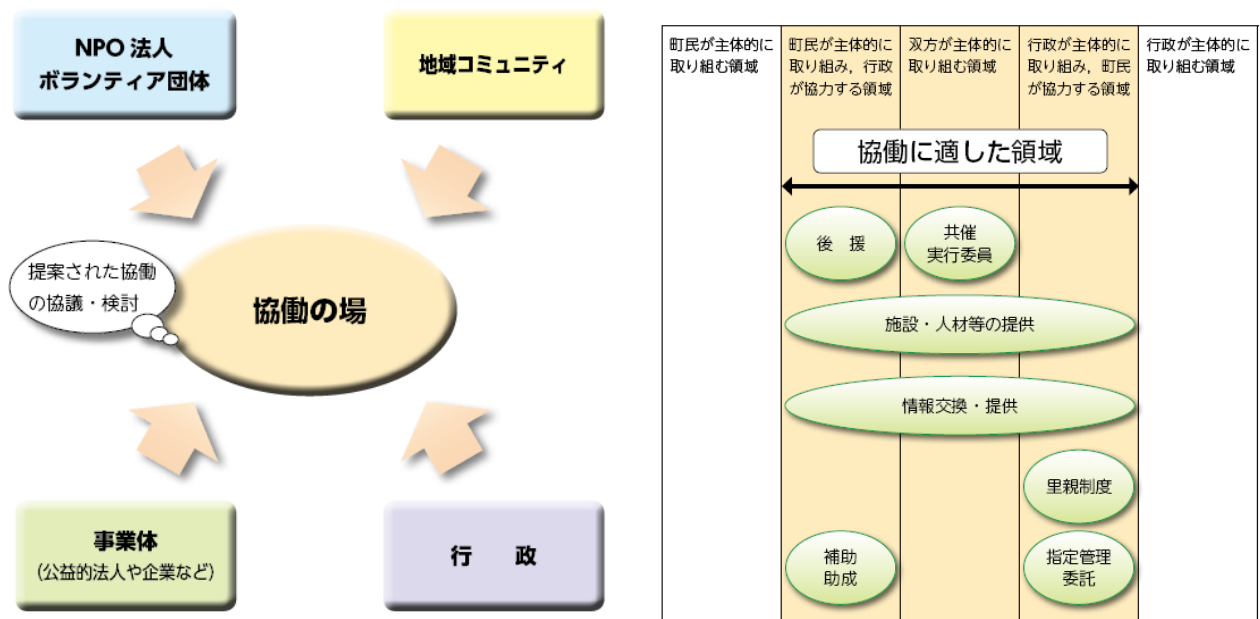 NPO 法人
ボランティア団体
地域コミュニティ
提案された協働
の協議・検討
協働の場
事業体
(公益的法人や企業など)
行　政
町民が主体的に
取り組む領域
町民が主体的に
取り組み，行政
が協力する領域
双方が主体的に
取り組む領域
行政が主体的に
取り組み，町民
が協力する領域
行政が主体的に
取り組む領域
協働に適した領域
後　援
共催
実行委員
施設・人材等の提供
情報交換・提供
里親制度
補助
助成
指定管理
委託